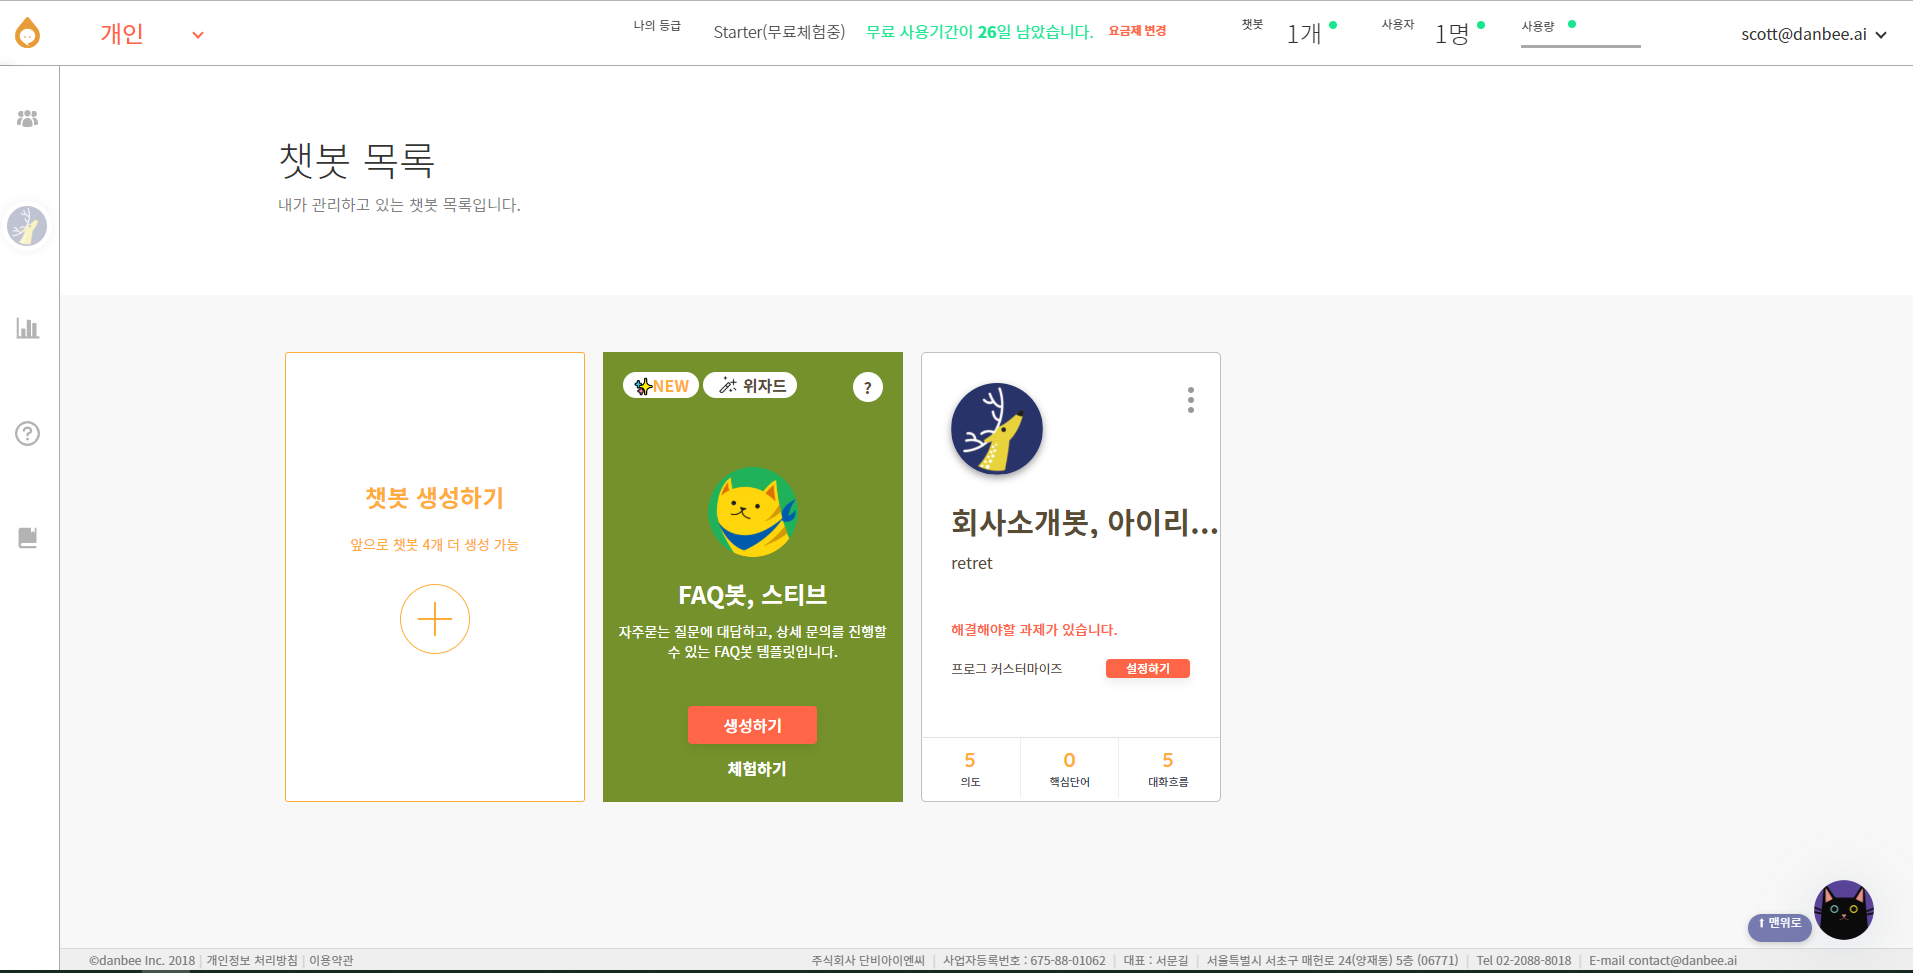 개인
나의 등급
Starter(무료체험중)
무료 사용기간이 26일 남았습니다.
요금제 변경
챗봇
1개
사용자
1명
사용량
scott@danbee.ai
챗봇 목록
내가 관리하고 있는 챗봇 목록입니다.
챗봇 생성하기
앞으로 챗봇 4개 더 생성 가능
NEW
위자드
?
FAQ봇, 스티브
자주묻는 질문에 대답하고, 상세 문의를 진행할
수 있는 FAQ봇 템플릿입니다.
생성하기
체험하기
회사소개봇, 아이리...
retret
해결해야할 과제가 있습니다.
프로그 커스터마이즈
설정하기
5
의도
0
핵심단어
5
대화흐름
↑ 맨위로
©danbee Inc. 2018 | 개인정보 처리방침 | 이용약관
주식회사 단비아이엔씨 | 사업자등록번호 : 675-88-01062 | 대표 : 서문길 | 서울특별시 서초구 매헌로 24(양재동) 5층 (06771) | Tel 02-2088-8018 | E-mail contact@danbee.ai